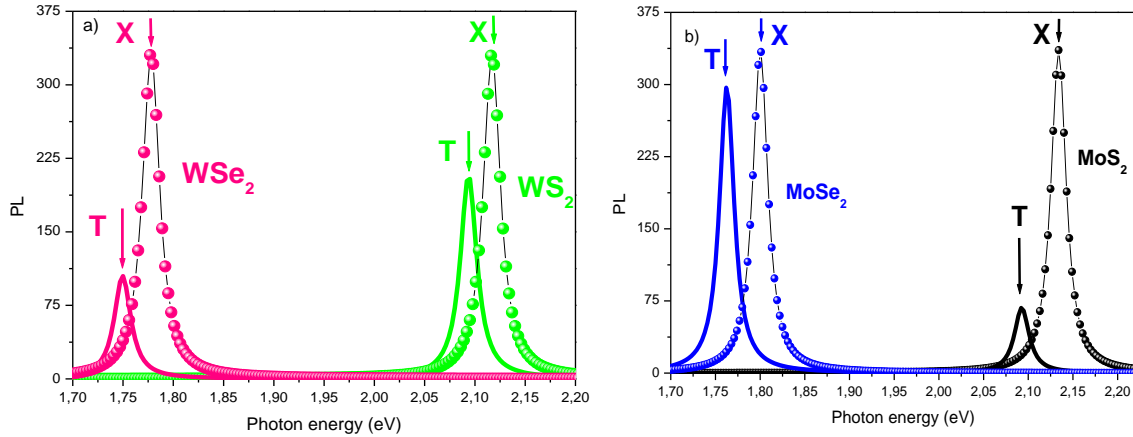 a)
X
X
T
T
WSe₂
WS₂
PL
375
300
225
150
75
0
1,70 1,75 1,80 1,85 1,90 1,95 2,00 2,05 2,10 2,15 2,20
Photon energy (eV)
b)
T
X
X
T
MoSe₂
MoS₂
PL
375
300
225
150
75
0
1,70 1,75 1,80 1,85 1,90 1,95 2,00 2,05 2,10 2,15 2,20
Photon energy (eV)